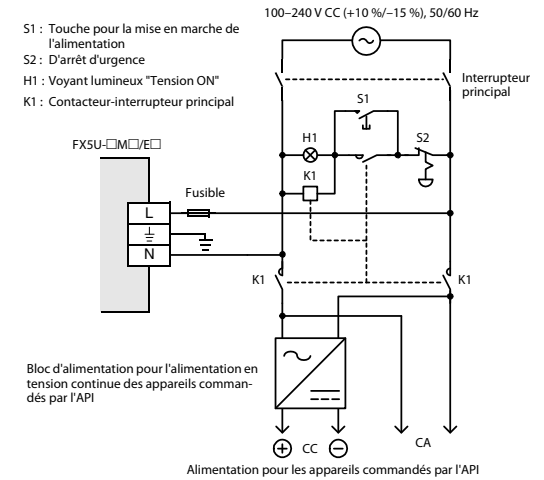 100–240 V CC (+10 %/–15 %), 50/60 Hz
S1 : Touche pour la mise en marche de
l'alimentation
S2 : D'arrêt d'urgence
H1 : Voyant lumineux "Tension ON"
K1 : Contacteur-interrupteur principal
Interrupteur
principal
S1
FX5U-□M□/E□
H1
S2
K1
Fusible
L
N
K1
K1
Bloc d'alimentation pour l'alimentation en
tension continue des appareils comman-
dés par l'API
+ CC −
CA
Alimentation pour les appareils commandés par l'API